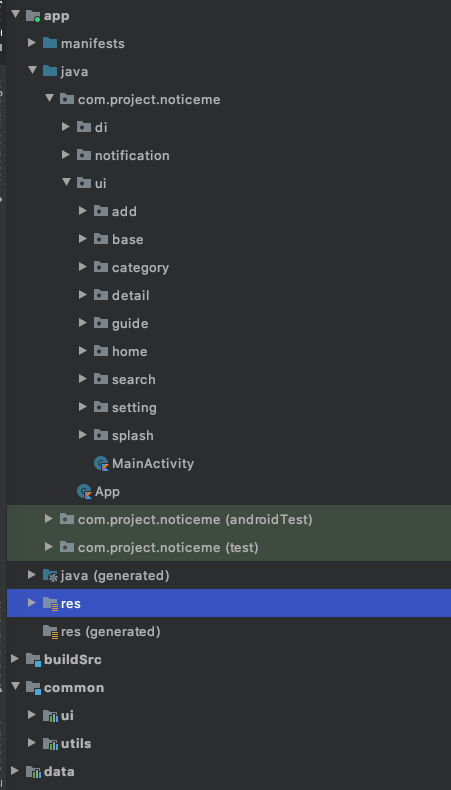 app
manifests
java
com.project.noticeme
di
notification
ui
add
base
category
detail
guide
home
search
setting
splash
MainActivity
App
com.project.noticeme (androidTest)
com.project.noticeme (test)
java (generated)
res
res (generated)
buildSrc
common
ui
utils
data